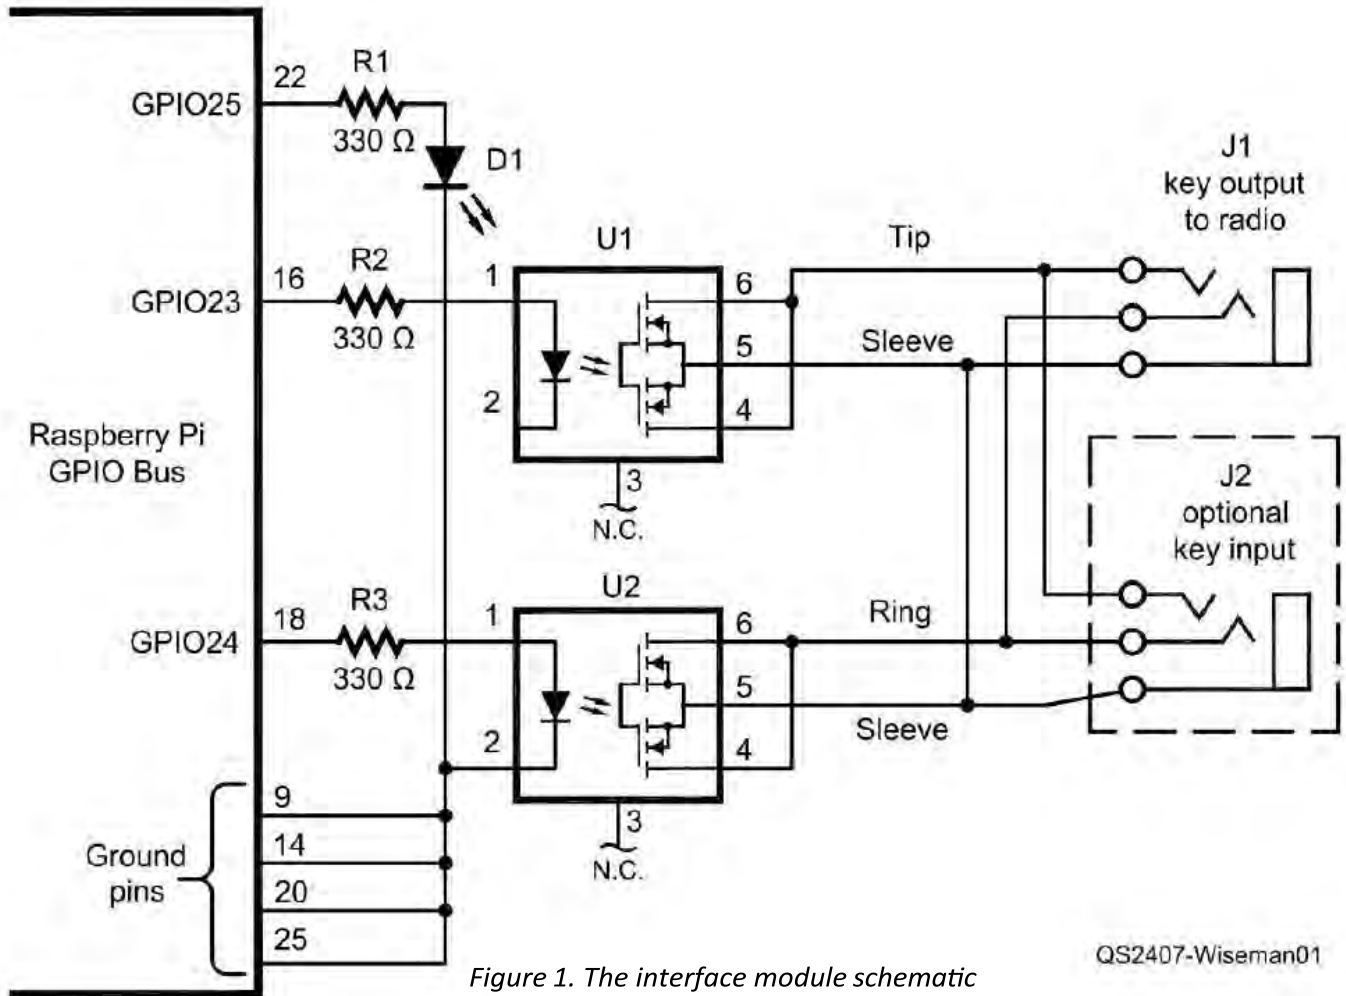 GPIO25
22
R1
330 Ω
D1
GPIO23
16
R2
330 Ω
Raspberry Pi
GPIO Bus
GPIO24
18
R3
330 Ω
Ground
pins
9
14
20
25
U1
1
2
3
N.C.
6
5
4
U2
1
2
3
N.C.
6
5
4
Tip
Sleeve
Ring
Sleeve
J1
key output
to radio
J2
optional
key input
QS2407-Wiseman01
Figure 1. The interface module schematic